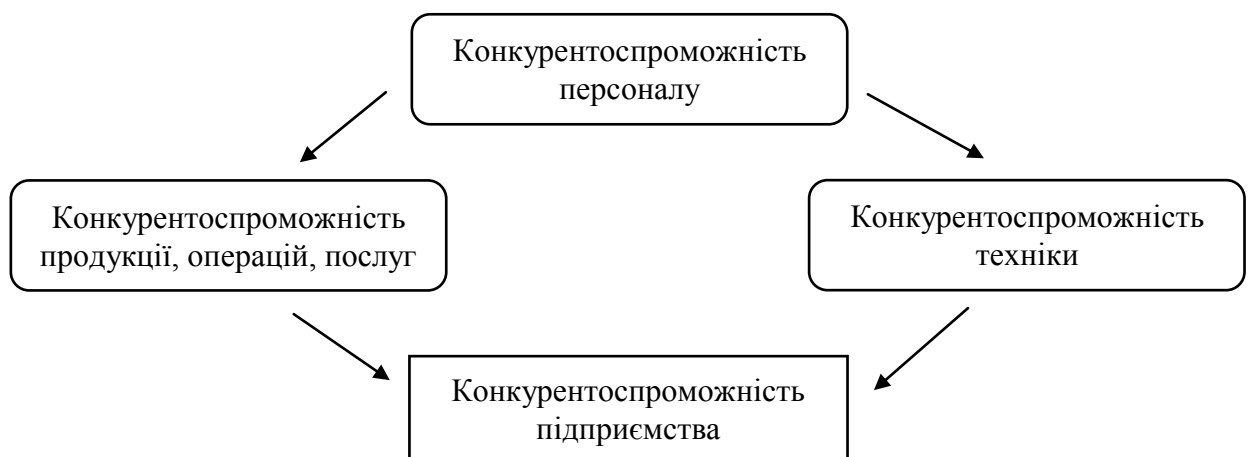 Конкурентоспроможність
персоналу
Конкурентоспроможність
продукції, операцій, послуг
Конкурентоспроможність
техніки
Конкурентоспроможність
підприємства